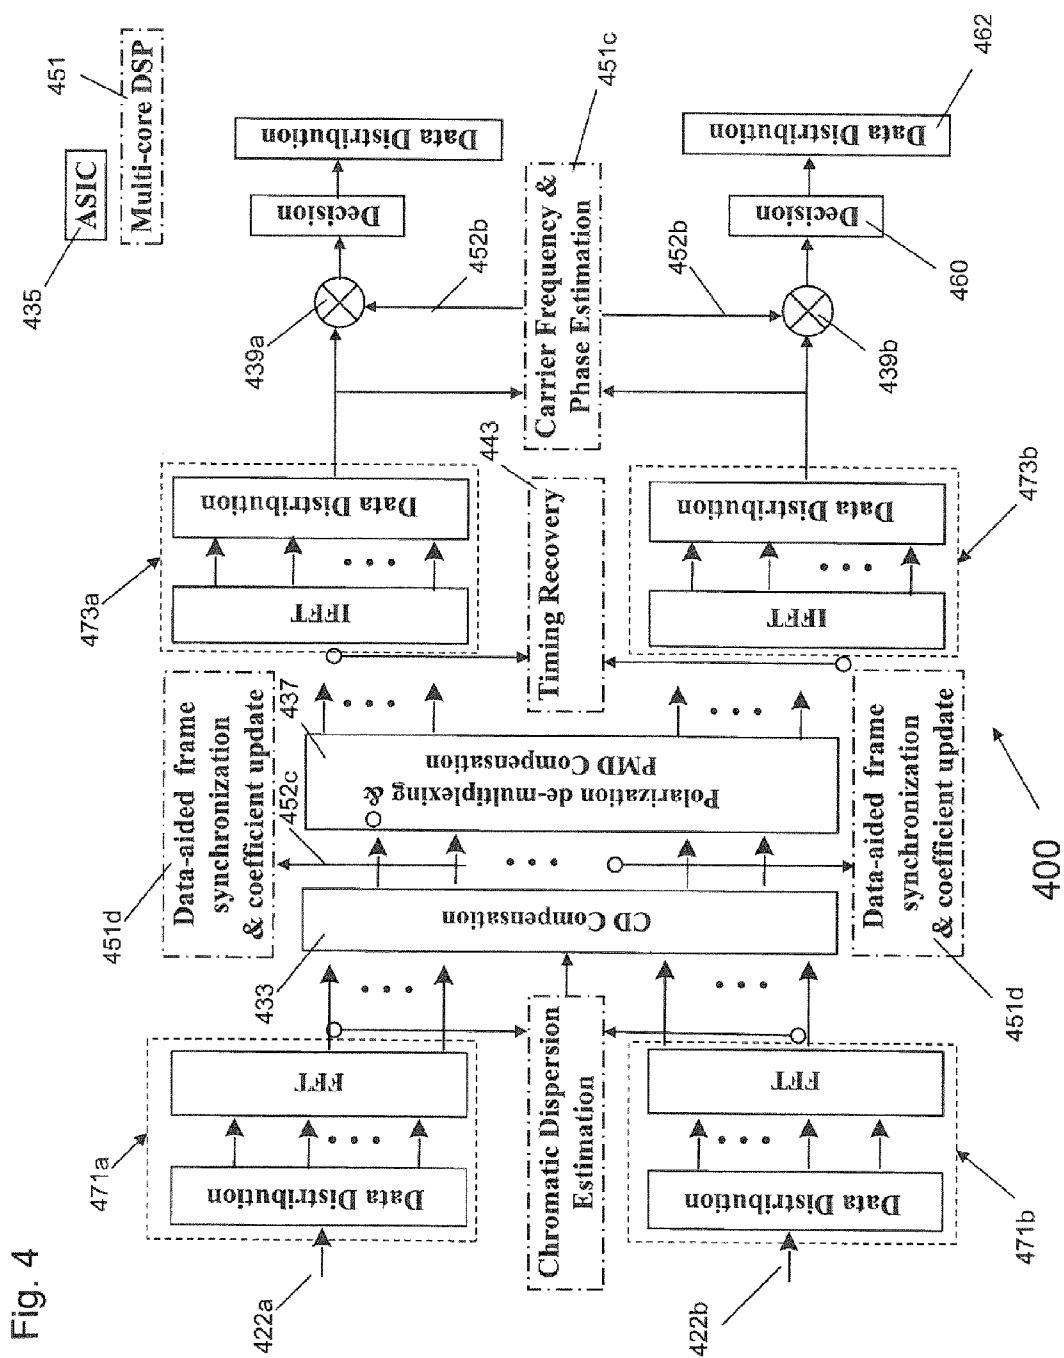 Fig. 4
435
ASIC
451
Multi-core DSP
422a
471a
Data Distribution
FFT
433
451d
Data-aided frame
synchronization
& coefficient update
452c
437
473a
IFFT
Data Distribution
439a
452b
Decision
Data Distribution
Chromatic Dispersion
Estimation
CD Compensation
Polarization de-multiplexing &
PMD Compensation
Timing Recovery
443
Carrier Frequency &
Phase Estimation
451c
422b
471b
Data Distribution
FFT
451d
Data-aided frame
synchronization
& coefficient update
IFFT
Data Distribution
473b
439b
452b
Decision
460
Data Distribution
462
400